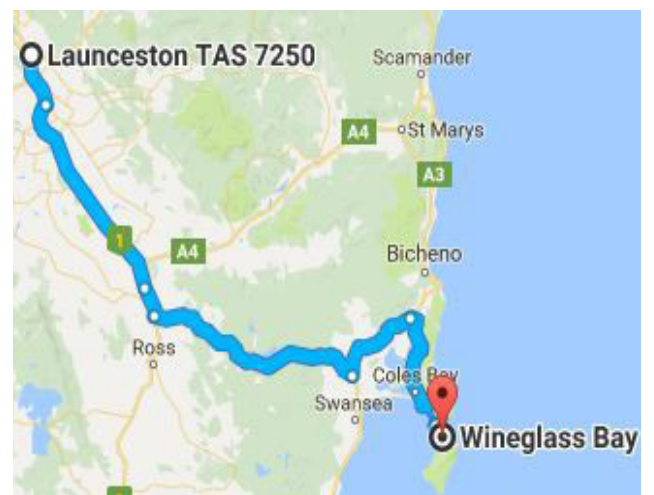 Launceston TAS 7250
Scamander
A4
St Marys
A3
1
A4
Bicheno
Ross
Coles Bay
Swansea
Wineglass Bay